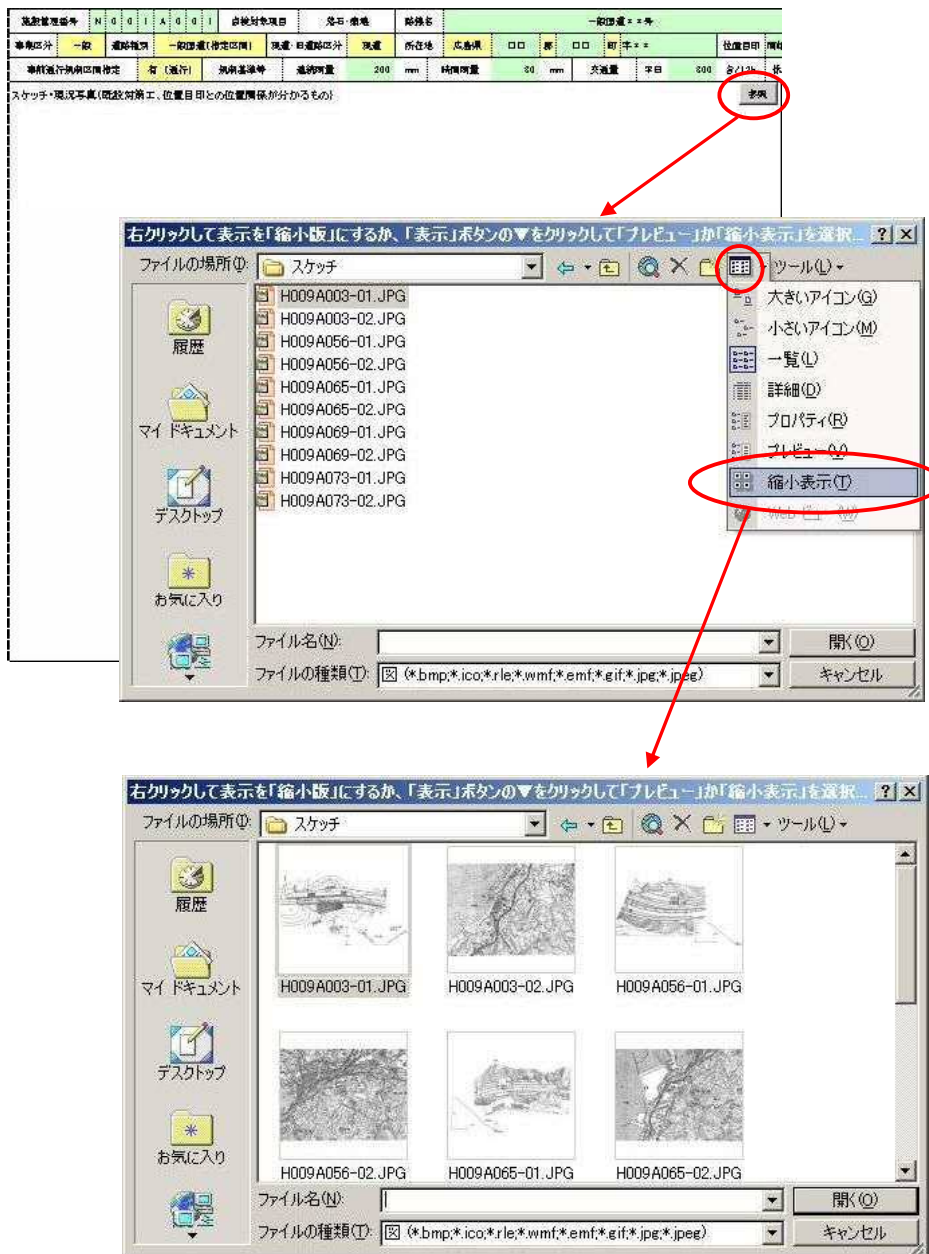 施設管理番号 N 0 0 1 A 0 0 1 点検対象項目 落石・崩壊 路線名 一般国道××号
事業区分 一般 道路種別 一般国道(指定区間) 現道・旧道路区分 現道 所在地 広島県 □□ 郡 □□ 町 字×× 位置目印
事前通行規制区間指定 有(通行) 規制基準等 連続雨量 200 mm 時間雨量 80 mm 交通量 平日 800 台/12h
スケッチ・現況写真(既設対策工、位置目印との位置関係が分かるもの) 参照
右クリックして表示を「縮小版」にするか、「表示」ボタンの▼をクリックして「プレビュー」か「縮小表示」を選択...
ファイルの場所(I): スケッチ ツール(L)
H009A003-01.JPG
H009A003-02.JPG
H009A056-01.JPG
H009A056-02.JPG
H009A065-01.JPG
H009A065-02.JPG
H009A069-01.JPG
H009A069-02.JPG
H009A073-01.JPG
H009A073-02.JPG
大きいアイコン(G)
小さいアイコン(M)
一覧(L)
詳細(D)
プロパティ(R)
プレビュー(V)
縮小表示(T)
Web ビュー(W)
履歴
マイ ドキュメント
デスクトップ
お気に入り
ファイル名(N): 開く(O)
ファイルの種類(T): 図 (*.bmp;*.ico;*.rle;*.wmf;*.emf;*.gif;*.jpg;*.jpeg) キャンセル
右クリックして表示を「縮小版」にするか、「表示」ボタンの▼をクリックして「プレビュー」か「縮小表示」を選択...
ファイルの場所(I): スケッチ ツール(L)
履歴
マイ ドキュメント
デスクトップ
お気に入り
H009A003-01.JPG H009A003-02.JPG H009A056-01.JPG
H009A056-02.JPG H009A065-01.JPG H009A065-02.JPG
ファイル名(N): 開く(O)
ファイルの種類(T): 図 (*.bmp;*.ico;*.rle;*.wmf;*.emf;*.gif;*.jpg;*.jpeg) キャンセル